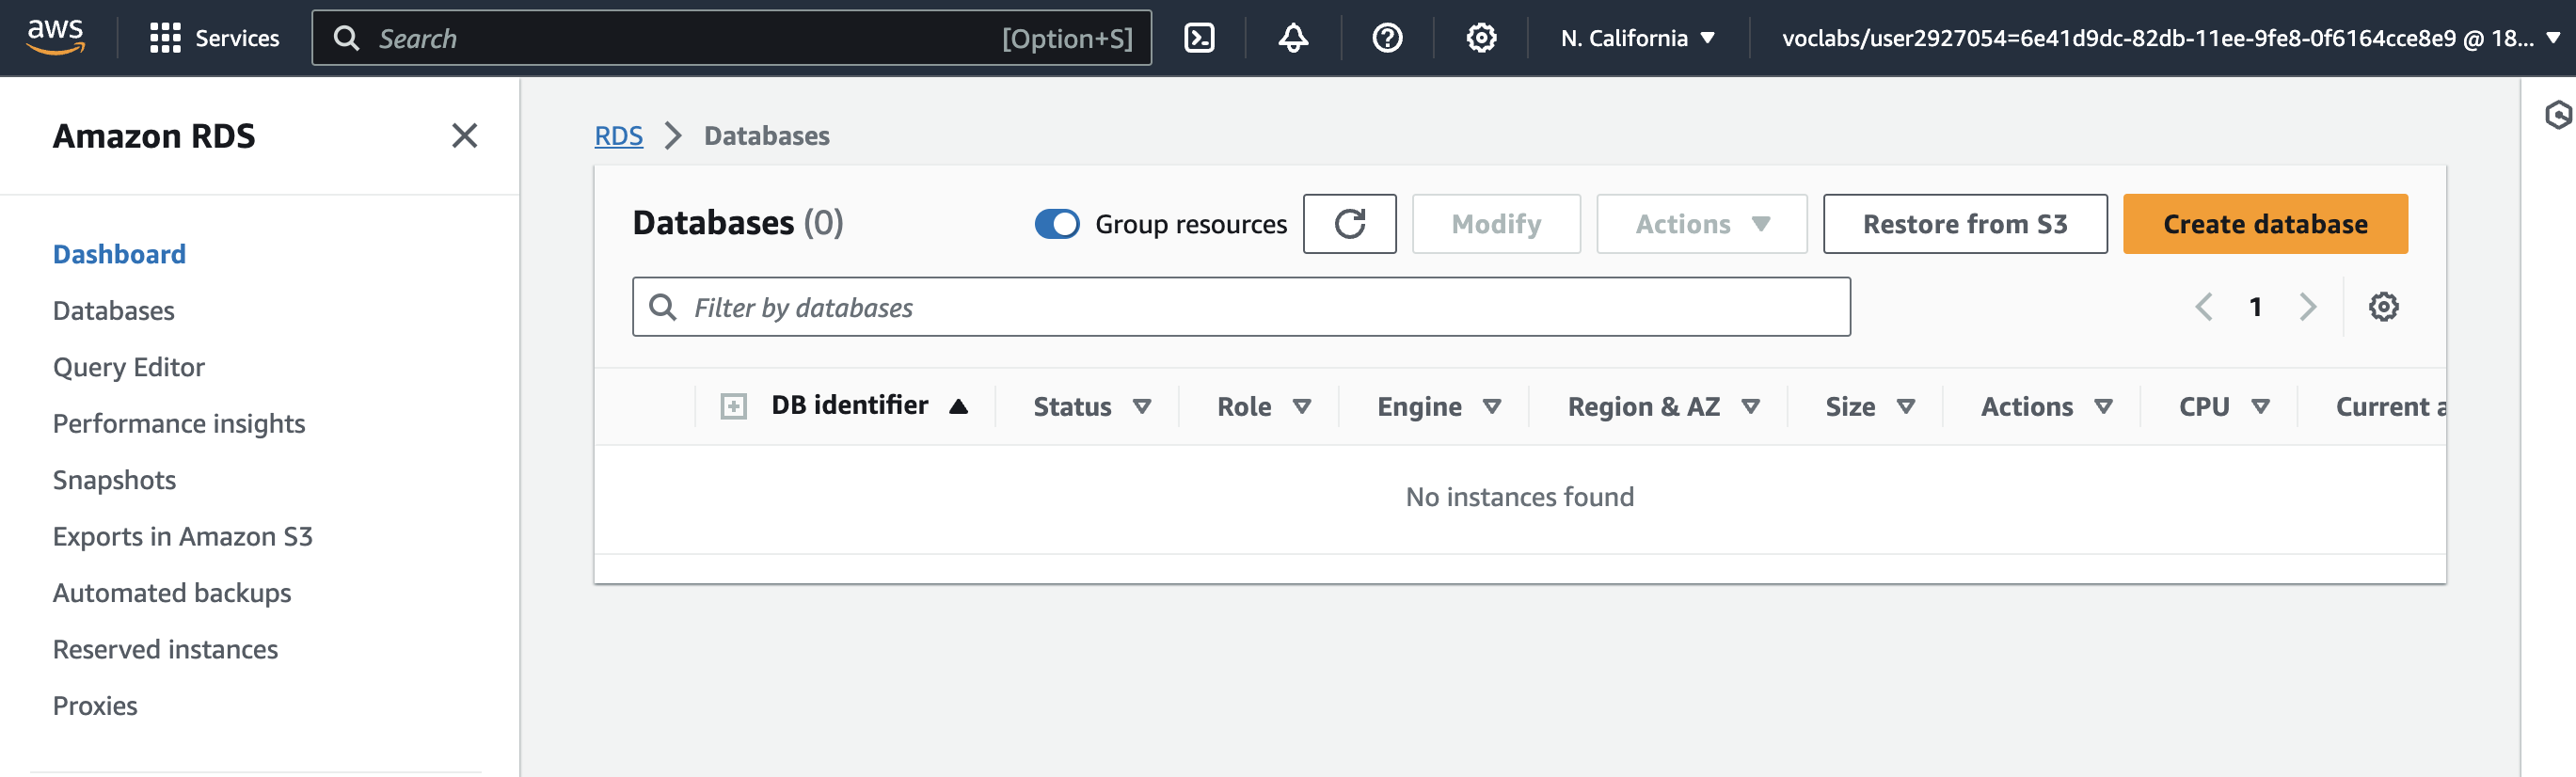 aws
Services
Search
[Option+S]
N. California
voclabs/user2927054=6e41d9dc-82db-11ee-9fe8-0f6164cce8e9 @ 18...
Amazon RDS
Dashboard
Databases
Query Editor
Performance insights
Snapshots
Exports in Amazon S3
Automated backups
Reserved instances
Proxies
RDS
Databases
Databases (0)
Group resources
Modify
Actions
Restore from S3
Create database
Filter by databases
1
DB identifier
Status
Role
Engine
Region & AZ
Size
Actions
CPU
Current a
No instances found